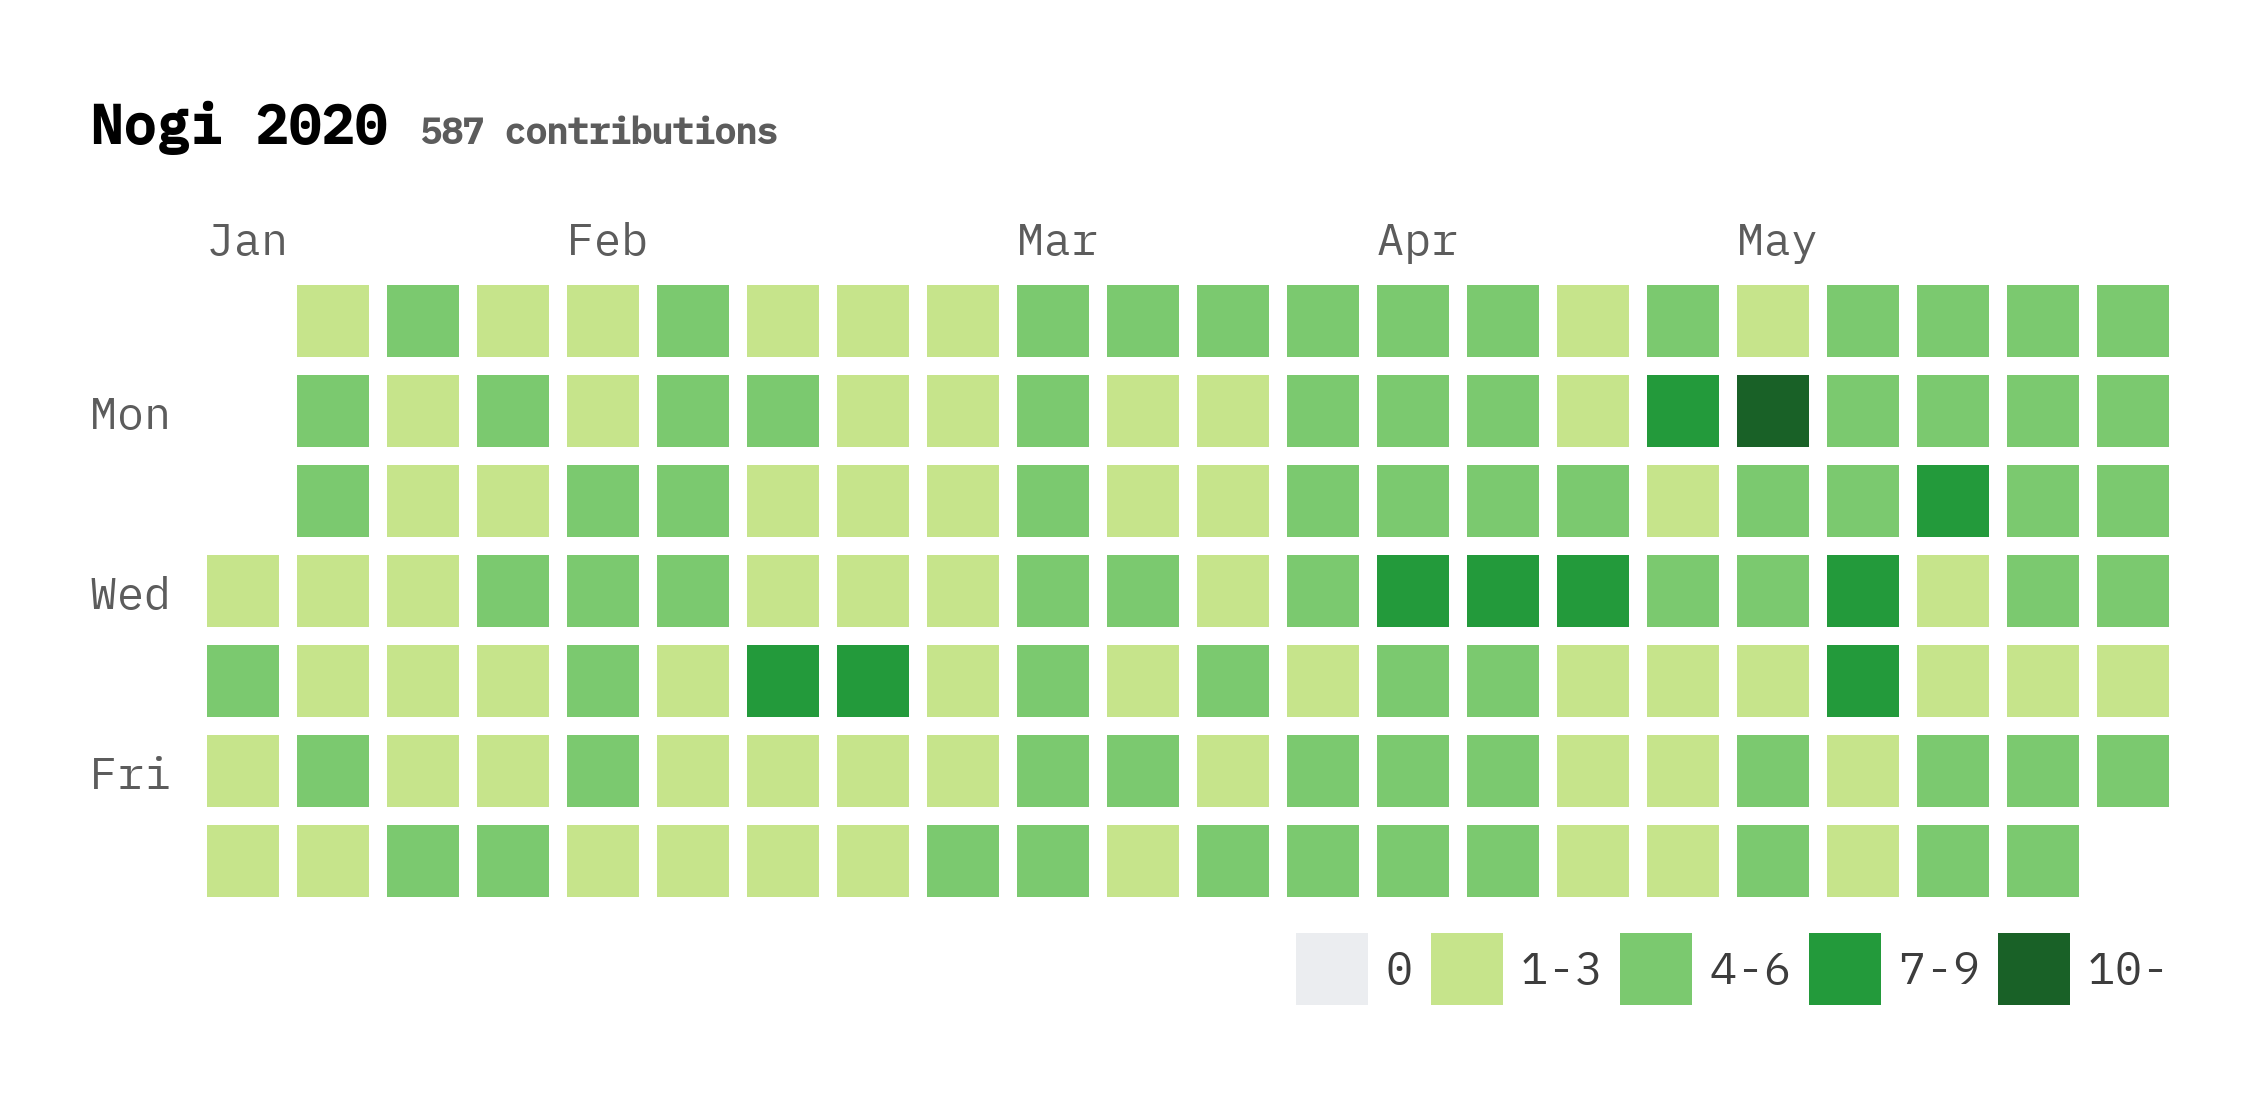 Nogi 2020 587 contributions
Jan Feb Mar Apr May
Mon
Wed
Fri
0 1-3 4-6 7-9 10-